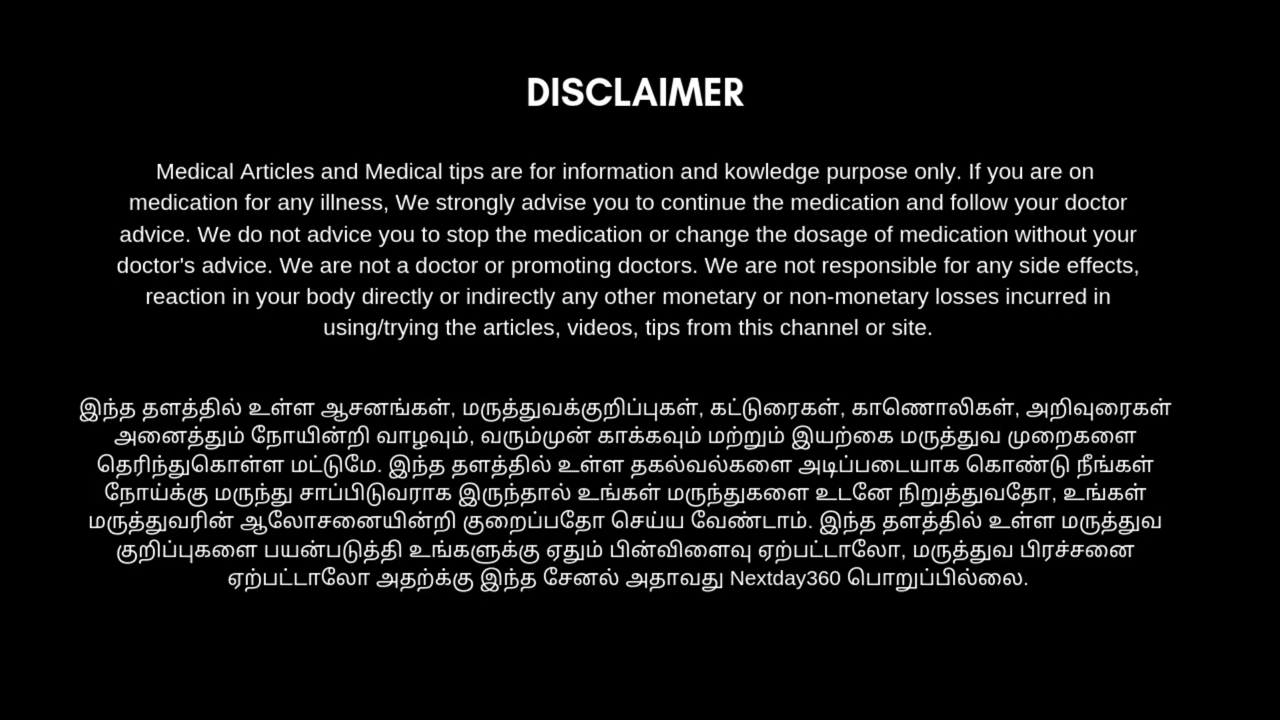 DISCLAIMER
Medical Articles and Medical tips are for information and kowledge purpose only. If you are on
medication for any illness, We strongly advise you to continue the medication and follow your doctor
advice. We do not advice you to stop the medication or change the dosage of medication without your
doctor's advice. We are not a doctor or promoting doctors. We are not responsible for any side effects,
reaction in your body directly or indirectly any other monetary or non-monetary losses incurred in
using/trying the articles, videos, tips from this channel or site.
இந்த தளத்தில் உள்ள ஆசனங்கள், மருத்துவக்குறிப்புகள், கட்டுரைகள், காணொலிகள், அறிவுரைகள்
அனைத்தும் நோயின்றி வாழவும், வரும்முன் காக்கவும் மற்றும் இயற்கை மருத்துவ முறைகளை
தெரிந்துகொள்ள மட்டுமே. இந்த தளத்தில் உள்ள தகல்வல்களை அடிப்படையாக கொண்டு நீங்கள்
நோய்க்கு மருந்து சாப்பிடுவராக இருந்தால் உங்கள் மருந்துகளை உடனே நிறுத்துவதோ, உங்கள்
மருத்துவரின் ஆலோசனையின்றி குறைப்பதோ செய்ய வேண்டாம். இந்த தளத்தில் உள்ள மருத்துவ
குறிப்புகளை பயன்படுத்தி உங்களுக்கு ஏதும் பின்விளைவு ஏற்பட்டாலோ, மருத்துவ பிரச்சனை
ஏற்பட்டாலோ அதற்க்கு இந்த சேனல் அதாவது Nextday360 பொறுப்பில்லை.